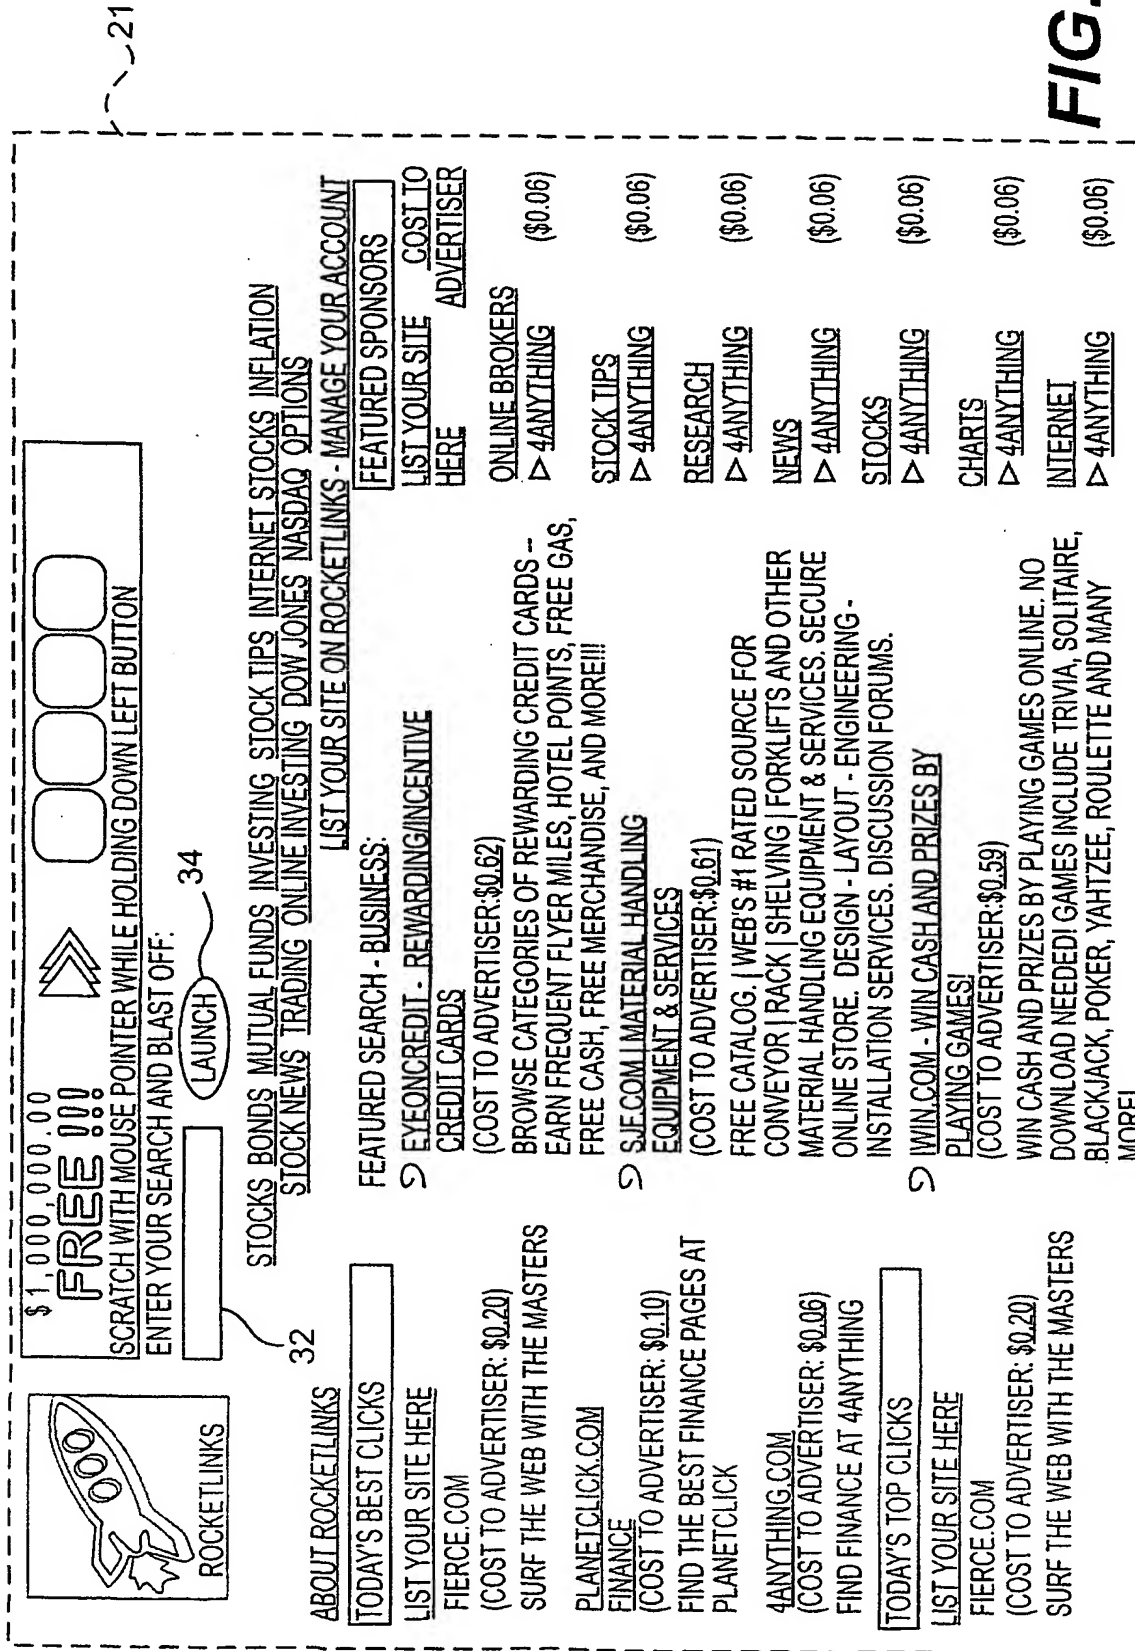 21
$1,000,000.00
FREE !!!
SCRATCH WITH MOUSE POINTER WHILE HOLDING DOWN LEFT BUTTON
ENTER YOUR SEARCH AND BLAST OFF:
LAUNCH
34
32
ROCKETLINKS
STOCKS BONDS MUTUAL FUNDS INVESTING STOCK TIPS INTERNET STOCKS INFLATION
STOCK NEWS TRADING ONLINE INVESTING DOW JONES NASDAQ OPTIONS
LIST YOUR SITE ON ROCKETLINKS - MANAGE YOUR ACCOUNT
ABOUT ROCKETLINKS
TODAY'S BEST CLICKS
LIST YOUR SITE HERE
FIERCE.COM
(COST TO ADVERTISER: $0.20)
SURF THE WEB WITH THE MASTERS
PLANETCLICK.COM
FINANCE
(COST TO ADVERTISER: $0.10)
FIND THE BEST FINANCE PAGES AT
PLANETCLICK
4ANYTHING.COM
(COST TO ADVERTISER: $0.06)
FIND FINANCE AT 4ANYTHING
TODAY'S TOP CLICKS
LIST YOUR SITE HERE
FIERCE.COM
(COST TO ADVERTISER: $0.20)
SURF THE WEB WITH THE MASTERS
FEATURED SEARCH - BUSINESS:
EYEONCREDIT - REWARDING/INCENTIVE
CREDIT CARDS
(COST TO ADVERTISER:$0.62)
BROWSE CATEGORIES OF REWARDING CREDIT CARDS –
EARN FREQUENT FLYER MILES, HOTEL POINTS, FREE GAS,
FREE CASH, FREE MERCHANDISE, AND MORE!!!
SJF.COM | MATERIAL HANDLING
EQUIPMENT & SERVICES
(COST TO ADVERTISER:$0.61)
FREE CATALOG. | WEB'S #1 RATED SOURCE FOR
CONVEYOR | RACK | SHELVING | FORKLIFTS AND OTHER
MATERIAL HANDLING EQUIPMENT & SERVICES. SECURE
ONLINE STORE. DESIGN - LAYOUT - ENGINEERING -
INSTALLATION SERVICES. DISCUSSION FORUMS.
IWIN.COM - WIN CASH AND PRIZES BY
PLAYING GAMES!
(COST TO ADVERTISER:$0.59)
WIN CASH AND PRIZES BY PLAYING GAMES ONLINE. NO
DOWNLOAD NEEDED! GAMES INCLUDE TRIVIA, SOLITAIRE,
BLACKJACK, POKER, YAHTZEE, ROULETTE AND MANY
MORE!
FEATURED SPONSORS
LIST YOUR SITE COST TO
HERE ADVERTISER
ONLINE BROKERS
▷ 4ANYTHING ($0.06)
STOCK TIPS
▷ 4ANYTHING ($0.06)
RESEARCH
▷ 4ANYTHING ($0.06)
NEWS
▷ 4ANYTHING ($0.06)
STOCKS
▷ 4ANYTHING ($0.06)
CHARTS
▷ 4ANYTHING ($0.06)
INTERNET
▷ 4ANYTHING ($0.06)
FIG.